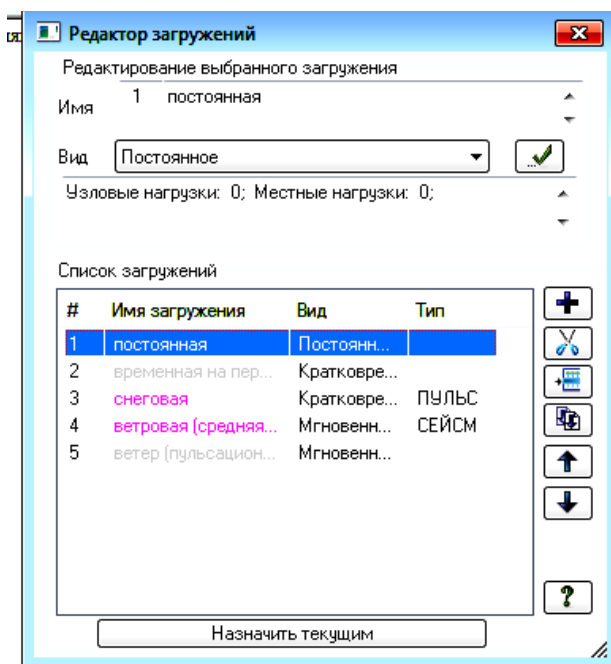 Редактор загружений
Редактирование выбранного загружения
Имя 1 постоянная
Вид Постоянное
Узловые нагрузки: 0; Местные нагрузки: 0;
Список загружений
# Имя загружения Вид Тип
1 постоянная Постоянн...
2 временная на пер... Кратковре...
3 снеговая Кратковре... ПУЛЬС
4 ветровая (средняя... Мгновенн... СЕЙСМ
5 ветер (пульсацион... Мгновенн...
?
Назначить текущим